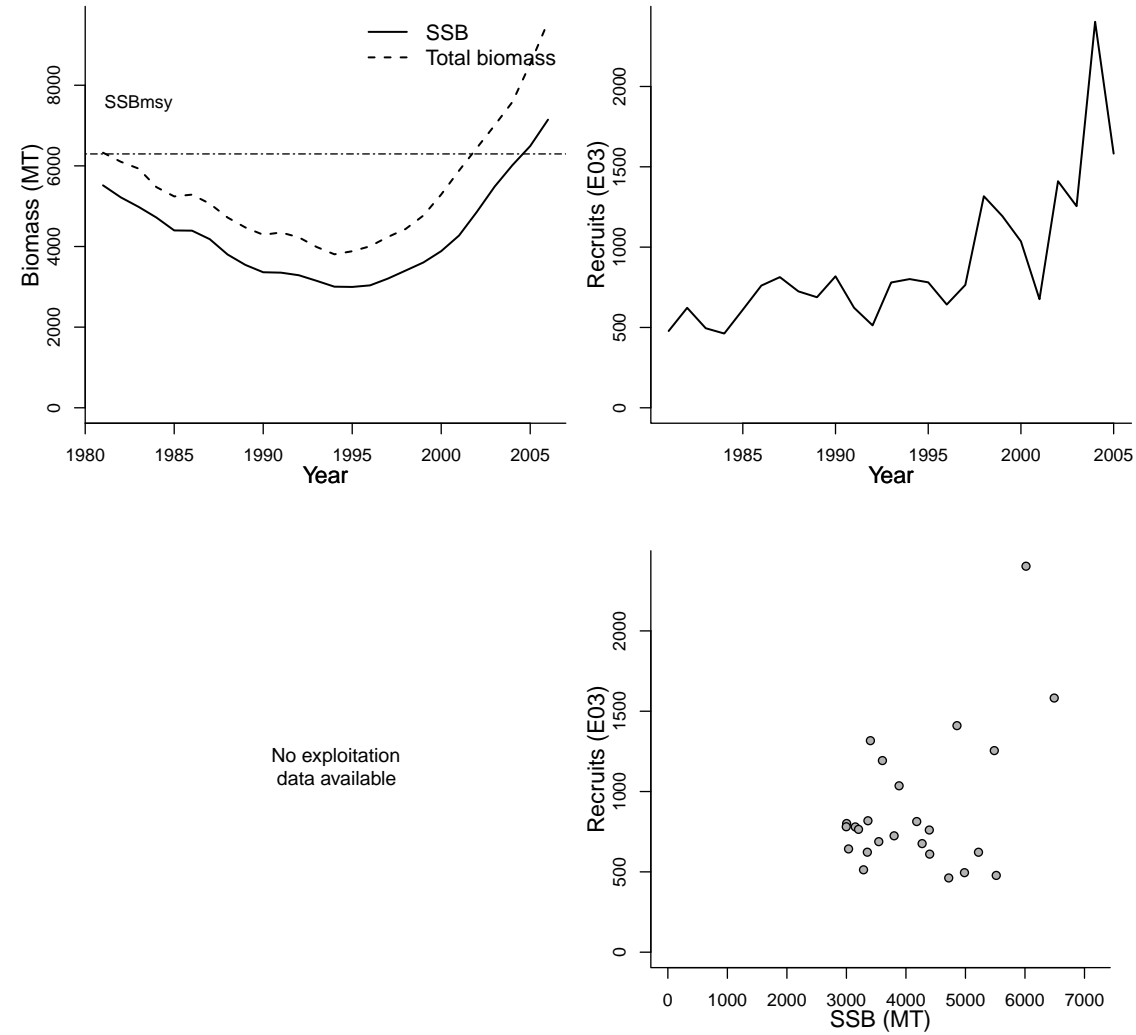 SSB
Total biomass
SSBmsy
Biomass (MT)
0 2000 4000 6000 8000
1980 1985 1990 1995 2000 2005
Year
Recruits (E03)
0 500 1000 1500 2000
1985 1990 1995 2000 2005
Year
No exploitation
data available
Recruits (E03)
0 500 1000 1500 2000
0 1000 2000 3000 4000 5000 6000 7000
SSB (MT)